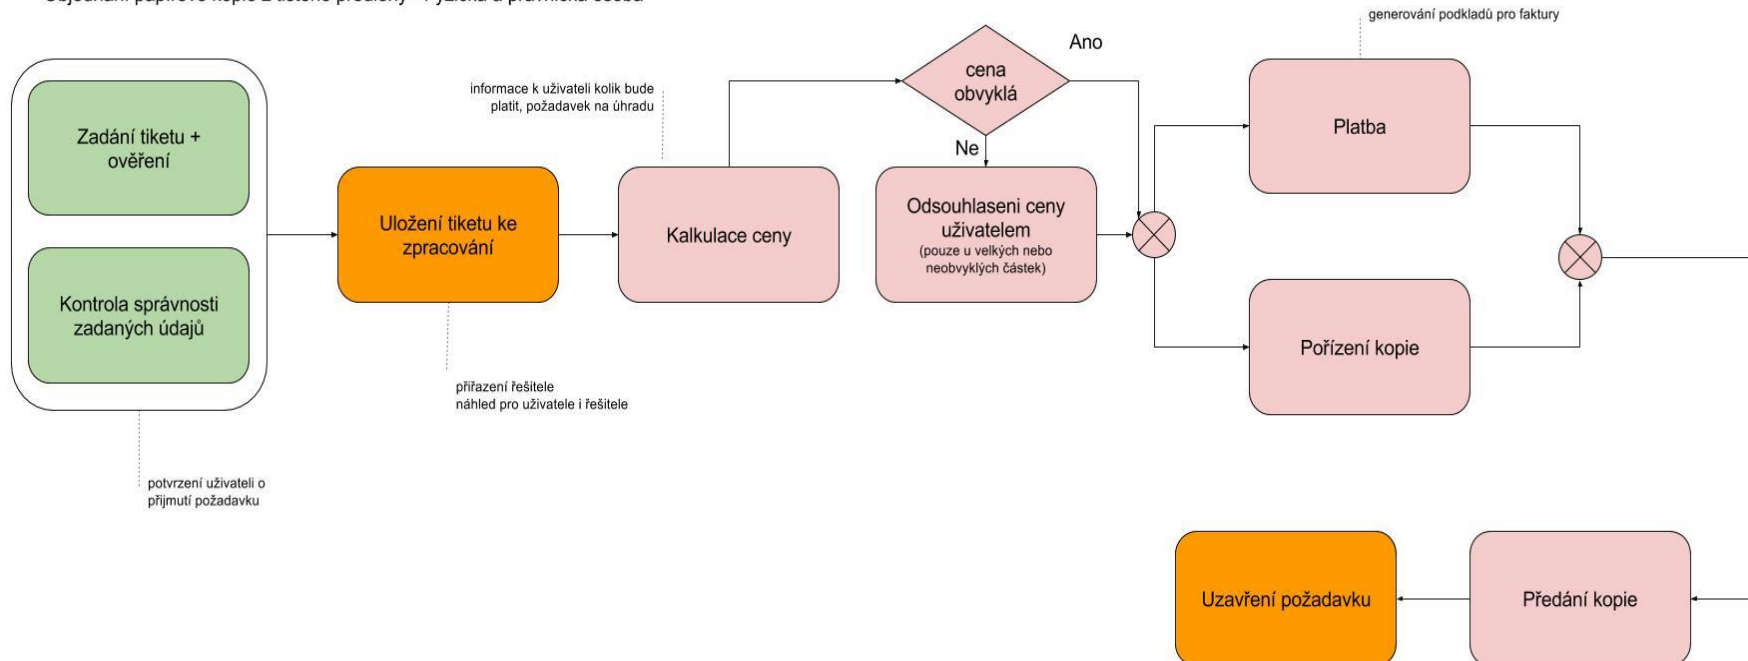 Objednání papírové kopie z tištěné předlohy - Fyzická a právnická osoba
generování podkladů pro faktury
Ano
cena
obvyklá
informace k uživateli kolik bude
platit, požadavek na úhradu
Zadání tiketu +
ověření
Platba
Ne
Uložení tiketu ke
zpracování
Kalkulace ceny
Odsouhlaseni ceny
uživatelem
(pouze u velkých nebo
neobvyklých částek)
Kontrola správnosti
zadaných údajů
Pořízení kopie
přiřazení řešitele
náhled pro uživatele i řešitele
potvrzení uživateli o
přijmutí požadavku
Uzavření požadavku
Předání kopie